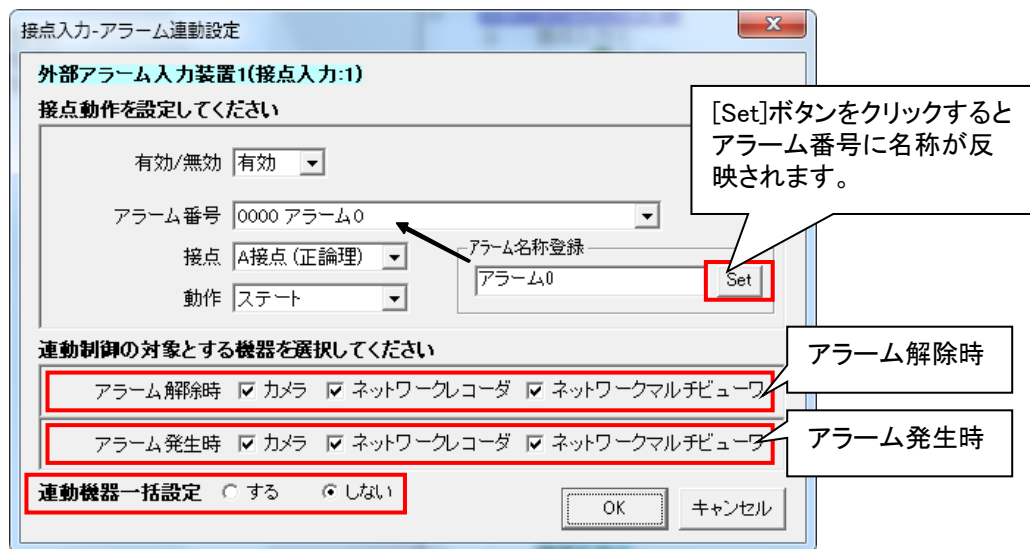 接点入力-アラーム連動設定
外部アラーム入力装置1(接点入力:1)
接点動作を設定してください
[Set]ボタンをクリックすると
アラーム番号に名称が反
映されます。
有効/無効 有効
アラーム番号 0000 アラーム0
接点 A接点(正論理)
アラーム名称登録
アラーム0 Set
動作 ステート
連動制御の対象とする機器を選択してください
アラーム解除時
アラーム解除時 カメラ ネットワークレコーダ ネットワークマルチビューワ
アラーム発生時 カメラ ネットワークレコーダ ネットワークマルチビューワ
アラーム発生時
連動機器一括設定 する しない
OK キャンセル